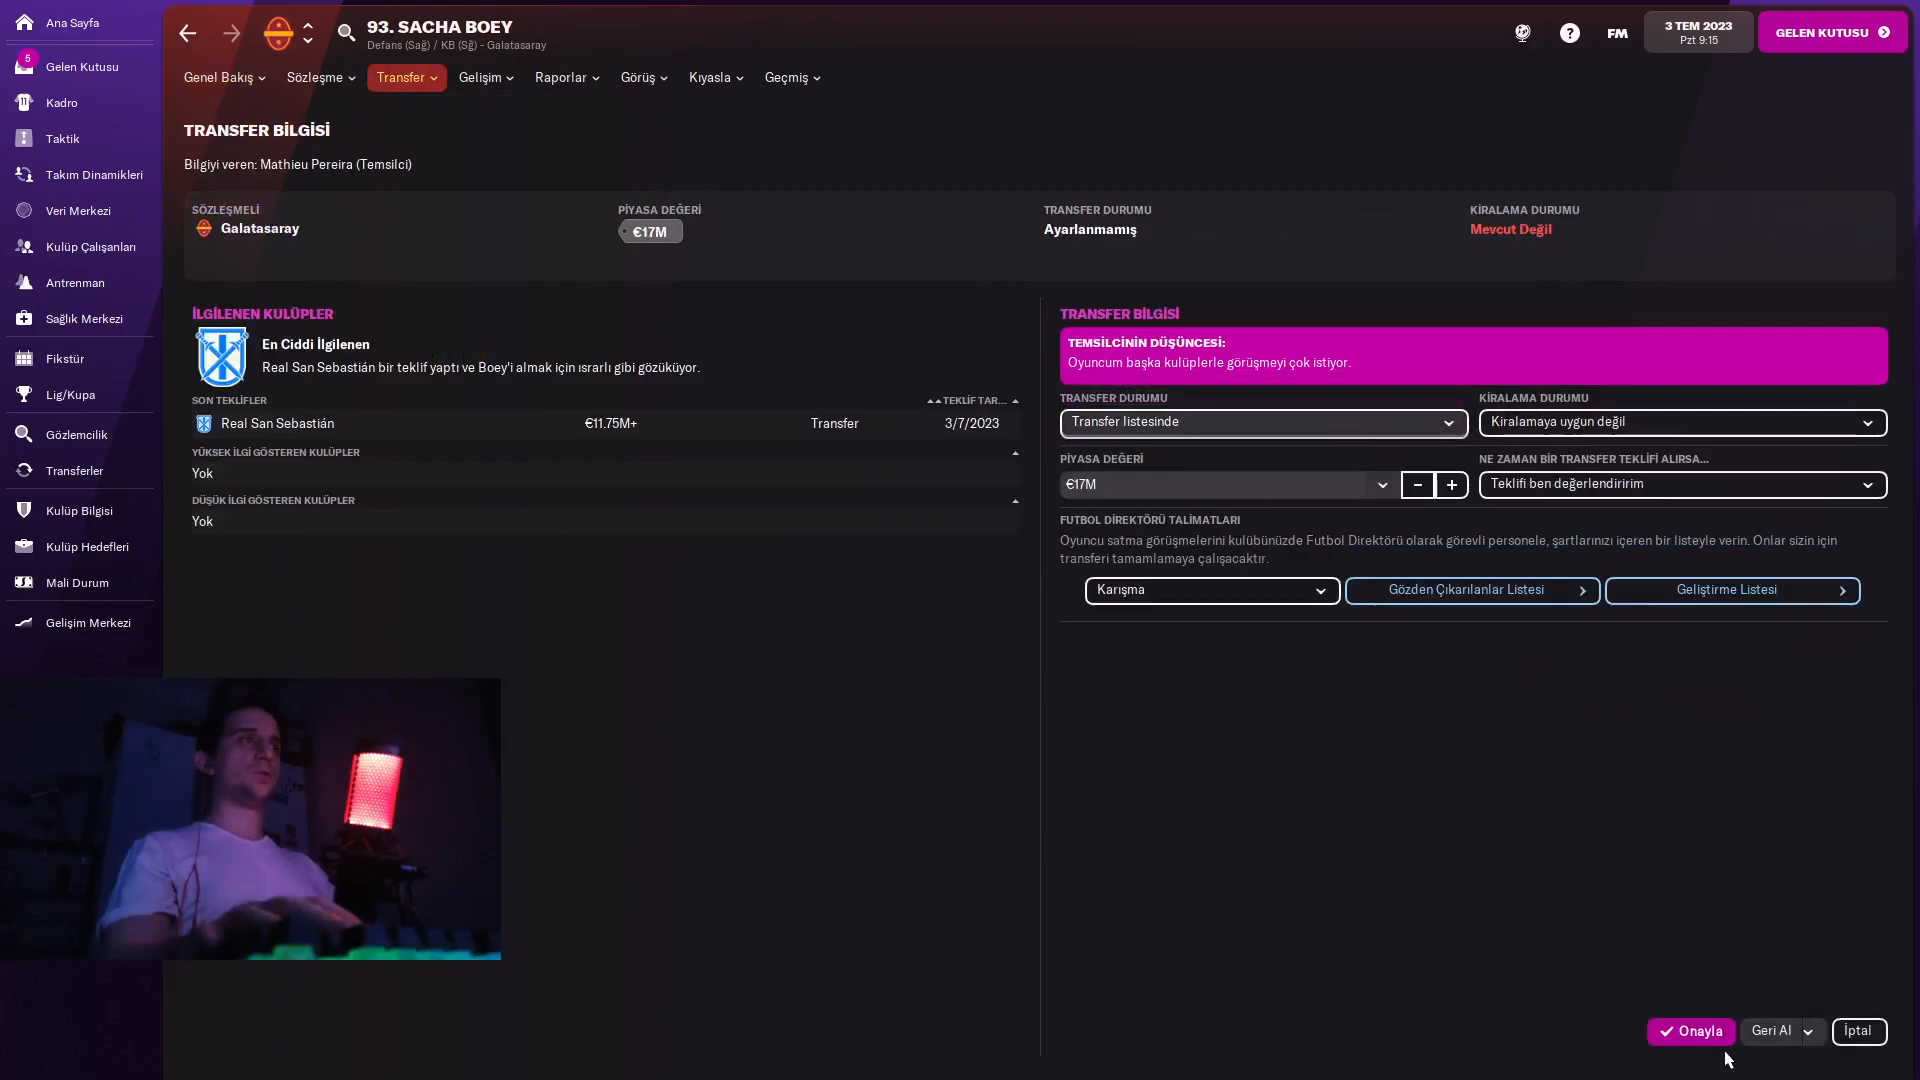 Ana Sayfa
5
Gelen Kutusu
Kadro
Taktik
Takım Dinamikleri
Veri Merkezi
Kulüp Çalışanları
Antrenman
Sağlık Merkezi
Fikstür
Lig/Kupa
Gözlemcilik
Transferler
Kulüp Bilgisi
Kulüp Hedefleri
Mali Durum
Gelişim Merkezi
93. SACHA BOEY
Defans (Sağ) / KB (Sğ) - Galatasaray
FM
3 TEM 2023
Pzt 9:15
GELEN KUTUSU
Genel Bakış
Sözleşme
Transfer
Gelişim
Raporlar
Görüş
Kıyasla
Geçmiş
TRANSFER BİLGİSİ
Bilgiyi veren: Mathieu Pereira (Temsilci)
SÖZLEŞMELİ
Galatasaray
PİYASA DEĞERİ
€17M
TRANSFER DURUMU
Ayarlanmamış
KİRALAMA DURUMU
Mevcut Değil
İLGİLENEN KULÜPLER
En Ciddi İlgilenen
Real San Sebastián bir teklif yaptı ve Boey'i almak için ısrarlı gibi gözüküyor.
SON TEKLİFLER
TEKLİF TAR...
Real San Sebastián
€11.75M+
Transfer
3/7/2023
YÜKSEK İLGİ GÖSTEREN KULÜPLER
Yok
DÜŞÜK İLGİ GÖSTEREN KULÜPLER
Yok
TRANSFER BİLGİSİ
TEMSİLCİNİN DÜŞÜNCESİ:
Oyuncum başka kulüplerle görüşmeyi çok istiyor.
TRANSFER DURUMU
Transfer listesinde
KİRALAMA DURUMU
Kiralamaya uygun değil
PİYASA DEĞERİ
€17M
- +
NE ZAMAN BİR TRANSFER TEKLİFİ ALIRSA...
Teklifi ben değerlendiririm
FUTBOL DİREKTÖRÜ TALİMATLARI
Oyuncu satma görüşmelerini kulübünüzde Futbol Direktörü olarak görevli personele, şartlarınızı içeren bir listeyle verin. Onlar sizin için
transferi tamamlamaya çalışacaktır.
Karışma
Gözden Çıkarılanlar Listesi
Geliştirme Listesi
Onayla
Geri Al
İptal